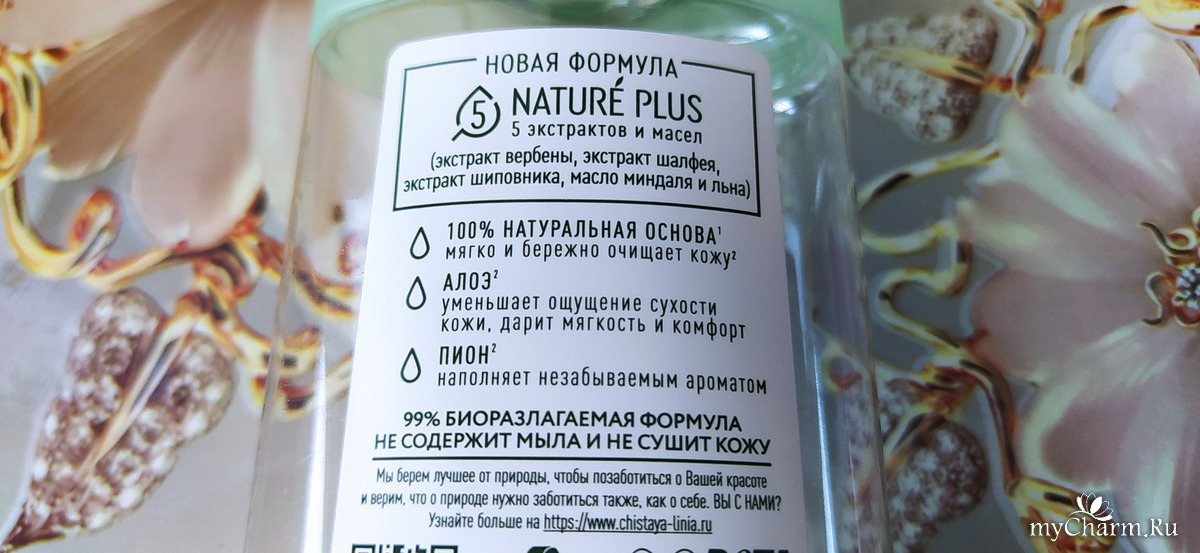 НОВАЯ ФОРМУЛА
5 NATURÉ PLUS
5 экстрактов и масел
(экстракт вербены, экстракт шалфея,
экстракт шиповника, масло миндаля и льна)
100% НАТУРАЛЬНАЯ ОСНОВА¹
мягко и бережно очищает кожу²
АЛОЭ²
уменьшает ощущение сухости
кожи, дарит мягкость и комфорт
ПИОН²
наполняет незабываемым ароматом
99% БИОРАЗЛАГАЕМАЯ ФОРМУЛА
НЕ СОДЕРЖИТ МЫЛА И НЕ СУШИТ КОЖУ
Мы берем лучшее от природы, чтобы позаботиться о Вашей красоте
и верим, что о природе нужно заботиться также, как о себе. ВЫ С НАМИ?
Узнайте больше на https://www.chistaya-linia.ru
myCharm.Ru